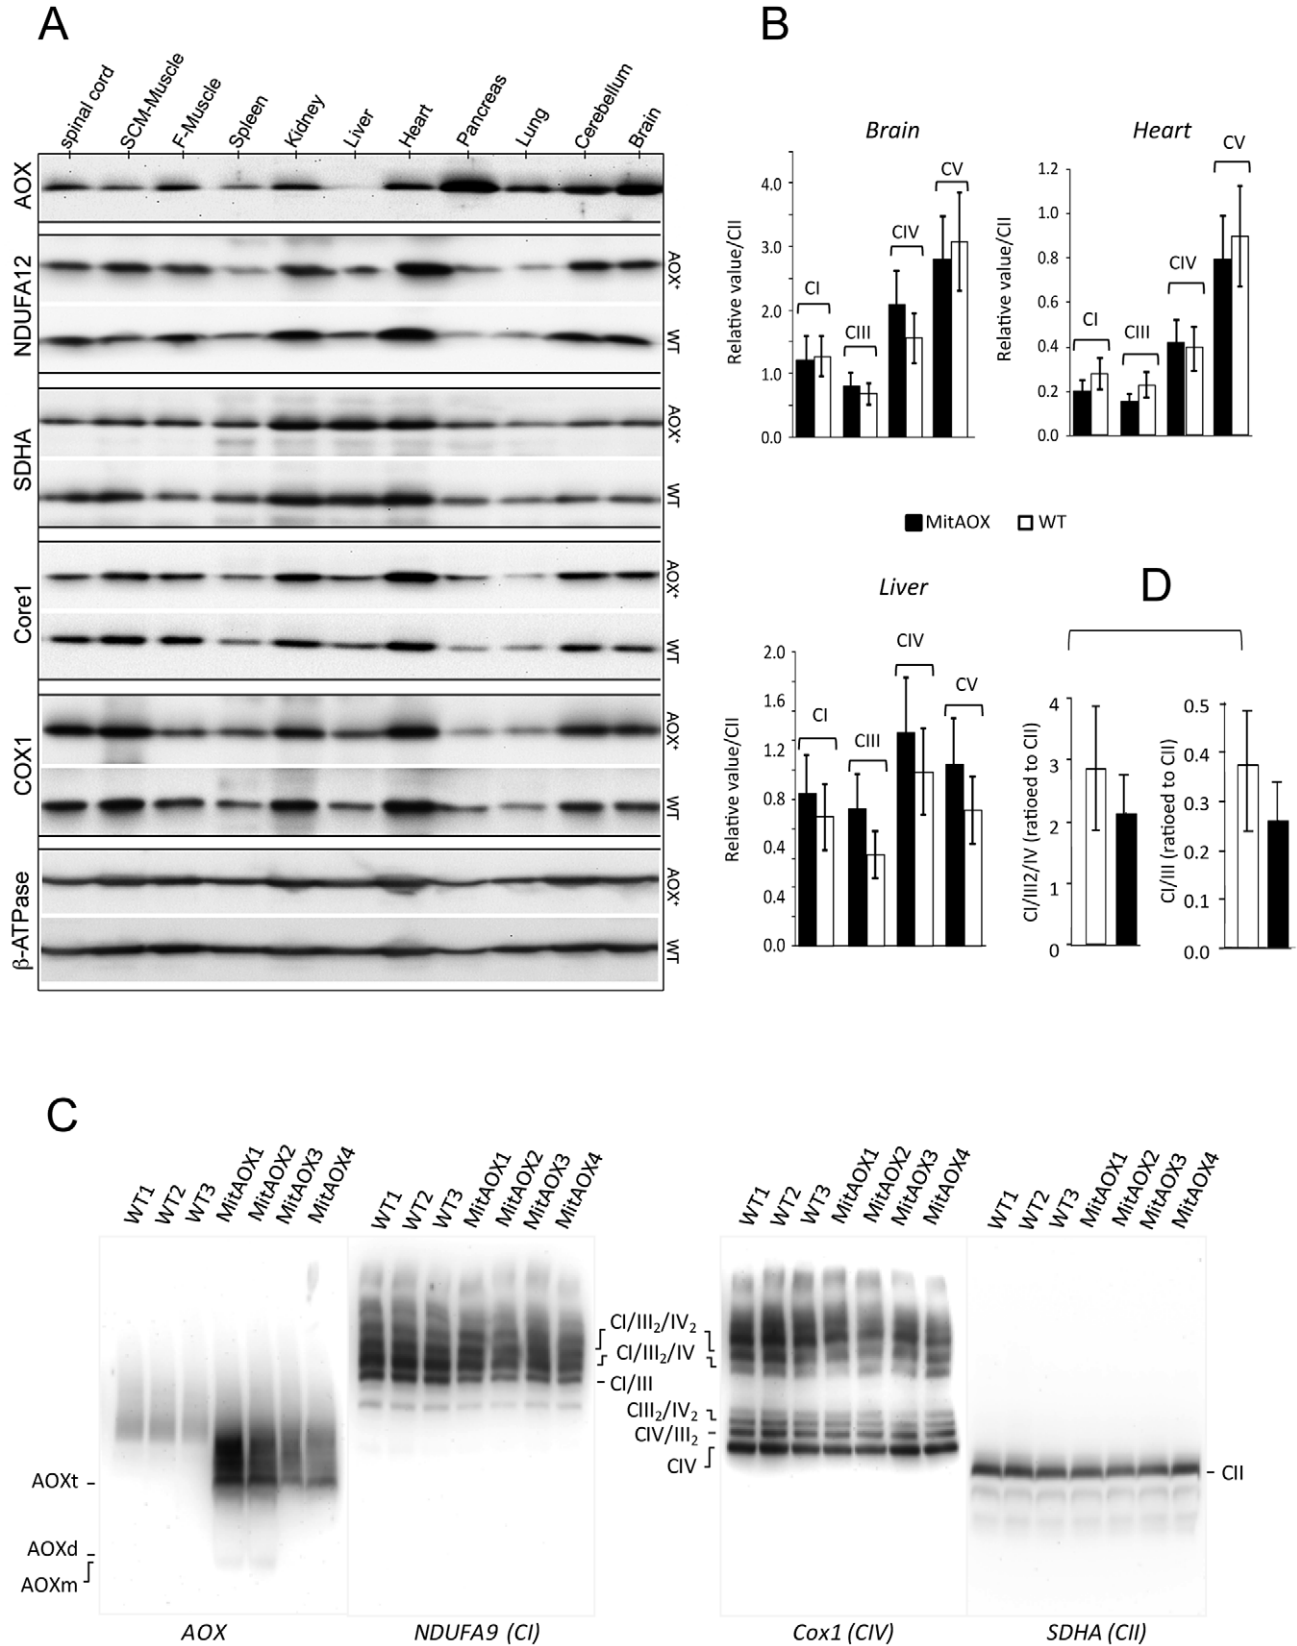 A
spinal cord
SCM-Muscle
F-Muscle
Spleen
Kidney
Liver
Heart
Pancreas
Lung
Cerebellum
Brain
AOX
NDUFA12
AOX⁺
WT
SDHA
AOX⁺
WT
Core1
AOX⁺
WT
COX1
AOX⁺
WT
β-ATPase
AOX⁺
WT
B
Brain
Relative value/CII
4.0
3.0
2.0
1.0
0.0
CI
CIII
CIV
CV
Heart
Relative value/CII
1.2
1.0
0.8
0.6
0.4
0.2
0.0
CI
CIII
CIV
CV
MitAOX
WT
Liver
Relative value/CII
2.0
1.6
1.2
0.8
0.4
0.4
0.0
CI
CIII
CIV
CV
D
CI/III2/IV (ratioed to CII)
4
3
2
1
0
CI/III (ratioed to CII)
0.5
0.4
0.3
0.2
0.1
0.0
C
WT1
WT2
WT3
MitAOX1
MitAOX2
MitAOX3
MitAOX4
WT1
WT2
WT3
MitAOX1
MitAOX2
MitAOX3
MitAOX4
WT1
WT2
WT3
MitAOX1
MitAOX2
MitAOX3
MitAOX4
WT1
WT2
WT3
MitAOX1
MitAOX2
MitAOX3
MitAOX4
AOXt
AOXd
AOXm
CI/III₂/IV₂
CI/III₂/IV
CI/III
CIII₂/IV₂
CIV/III₂
CIV
CII
AOX
NDUFA9 (CI)
Cox1 (CIV)
SDHA (CII)